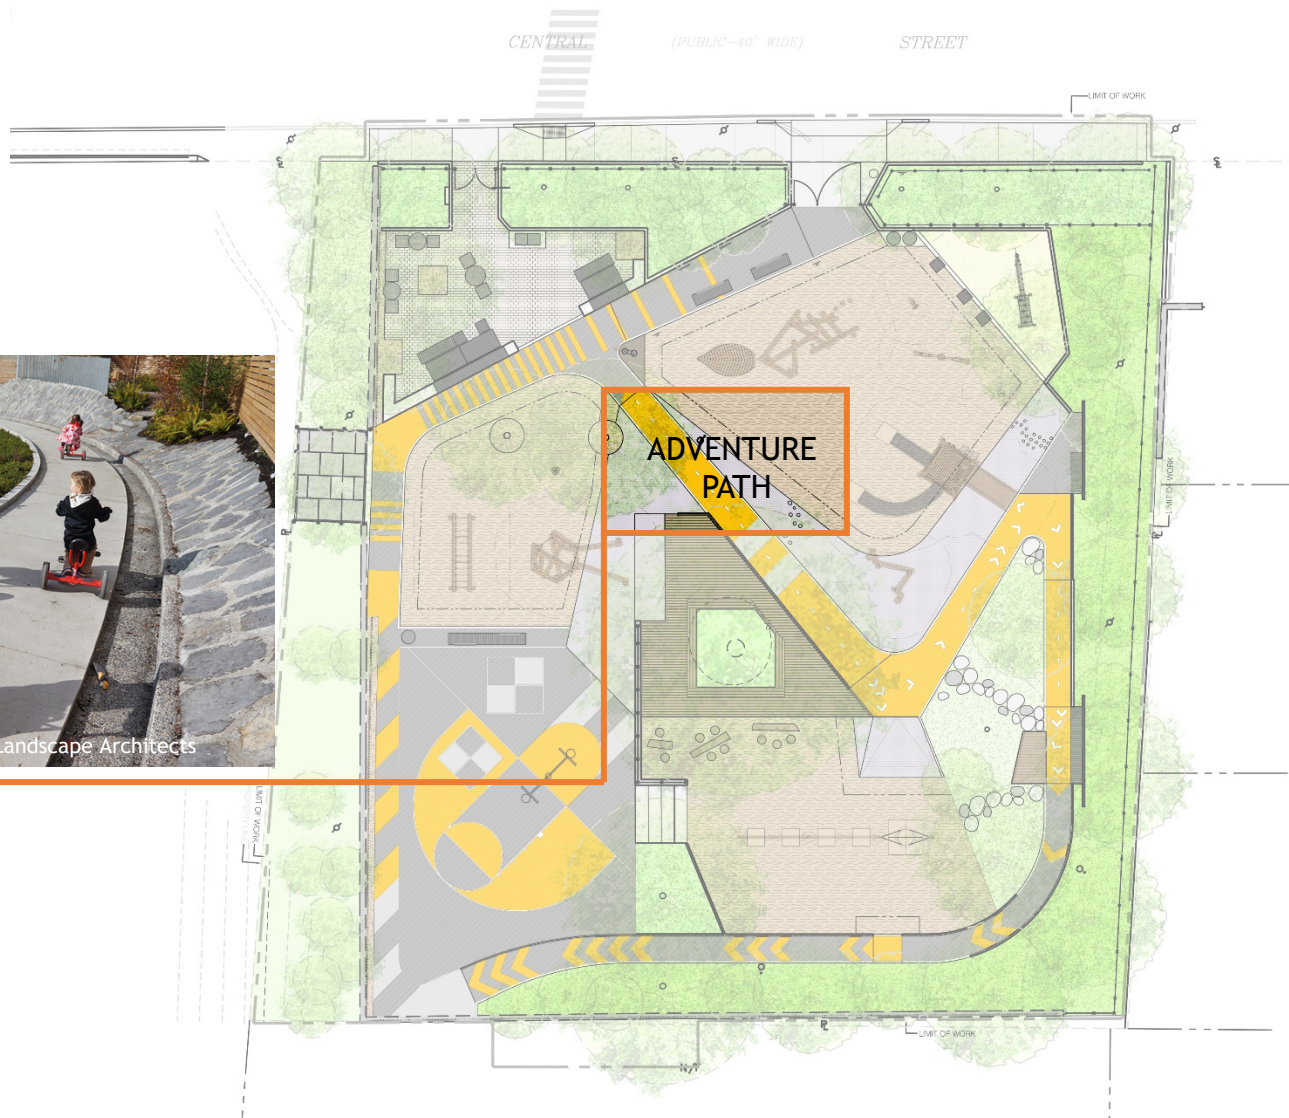 CENTRAL (PUBLIC-40' WIDE) STREET
LIMIT OF WORK
ADVENTURE
PATH
LIMIT OF WORK
Landscape Architects
LIMIT OF WORK
LIMIT OF WORK
N/F